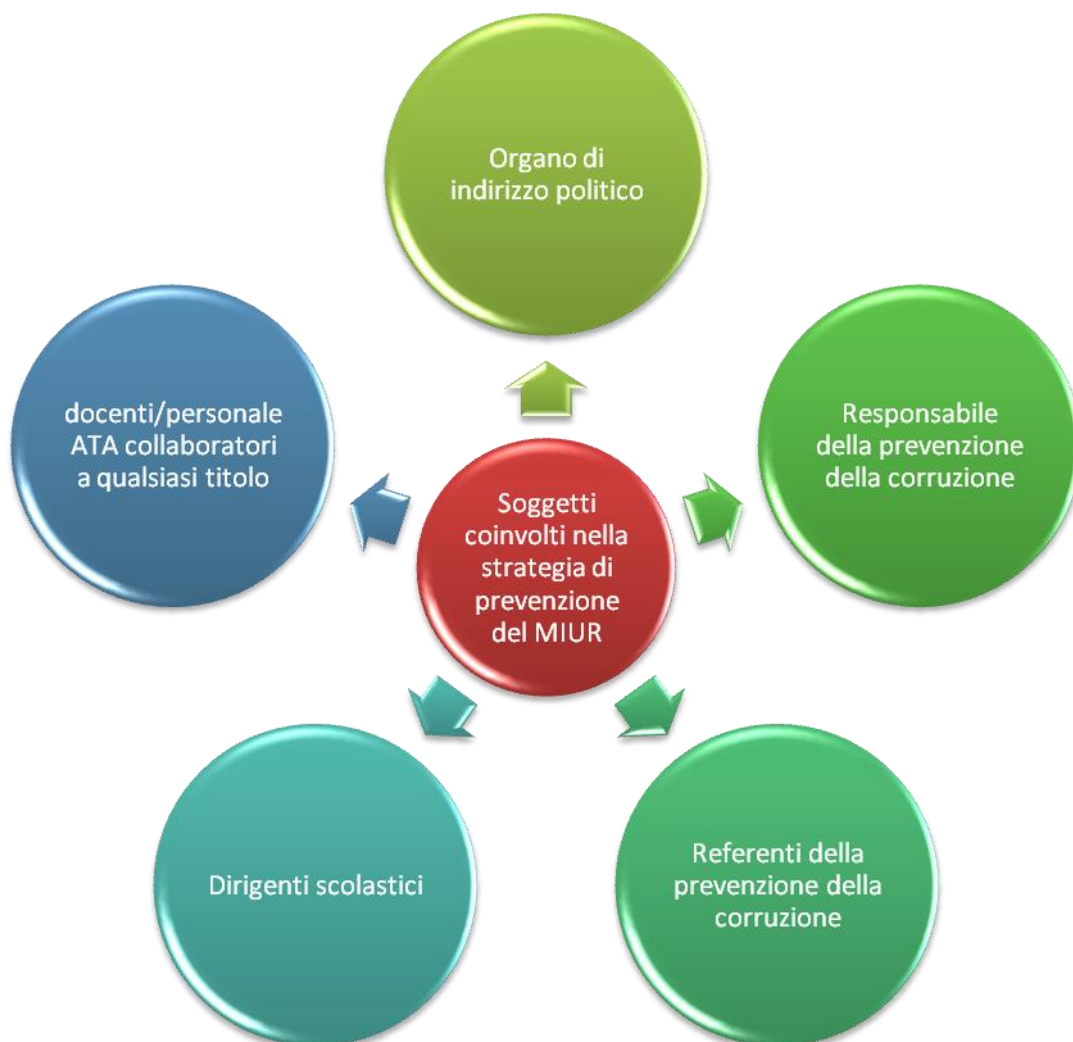 Organo di
indirizzo politico
Responsabile
della prevenzione
della corruzione
Referenti della
prevenzione della
corruzione
Dirigenti scolastici
docenti/personale
ATA collaboratori
a qualsiasi titolo
Soggetti
coinvolti nella
strategia di
prevenzione
del MIUR